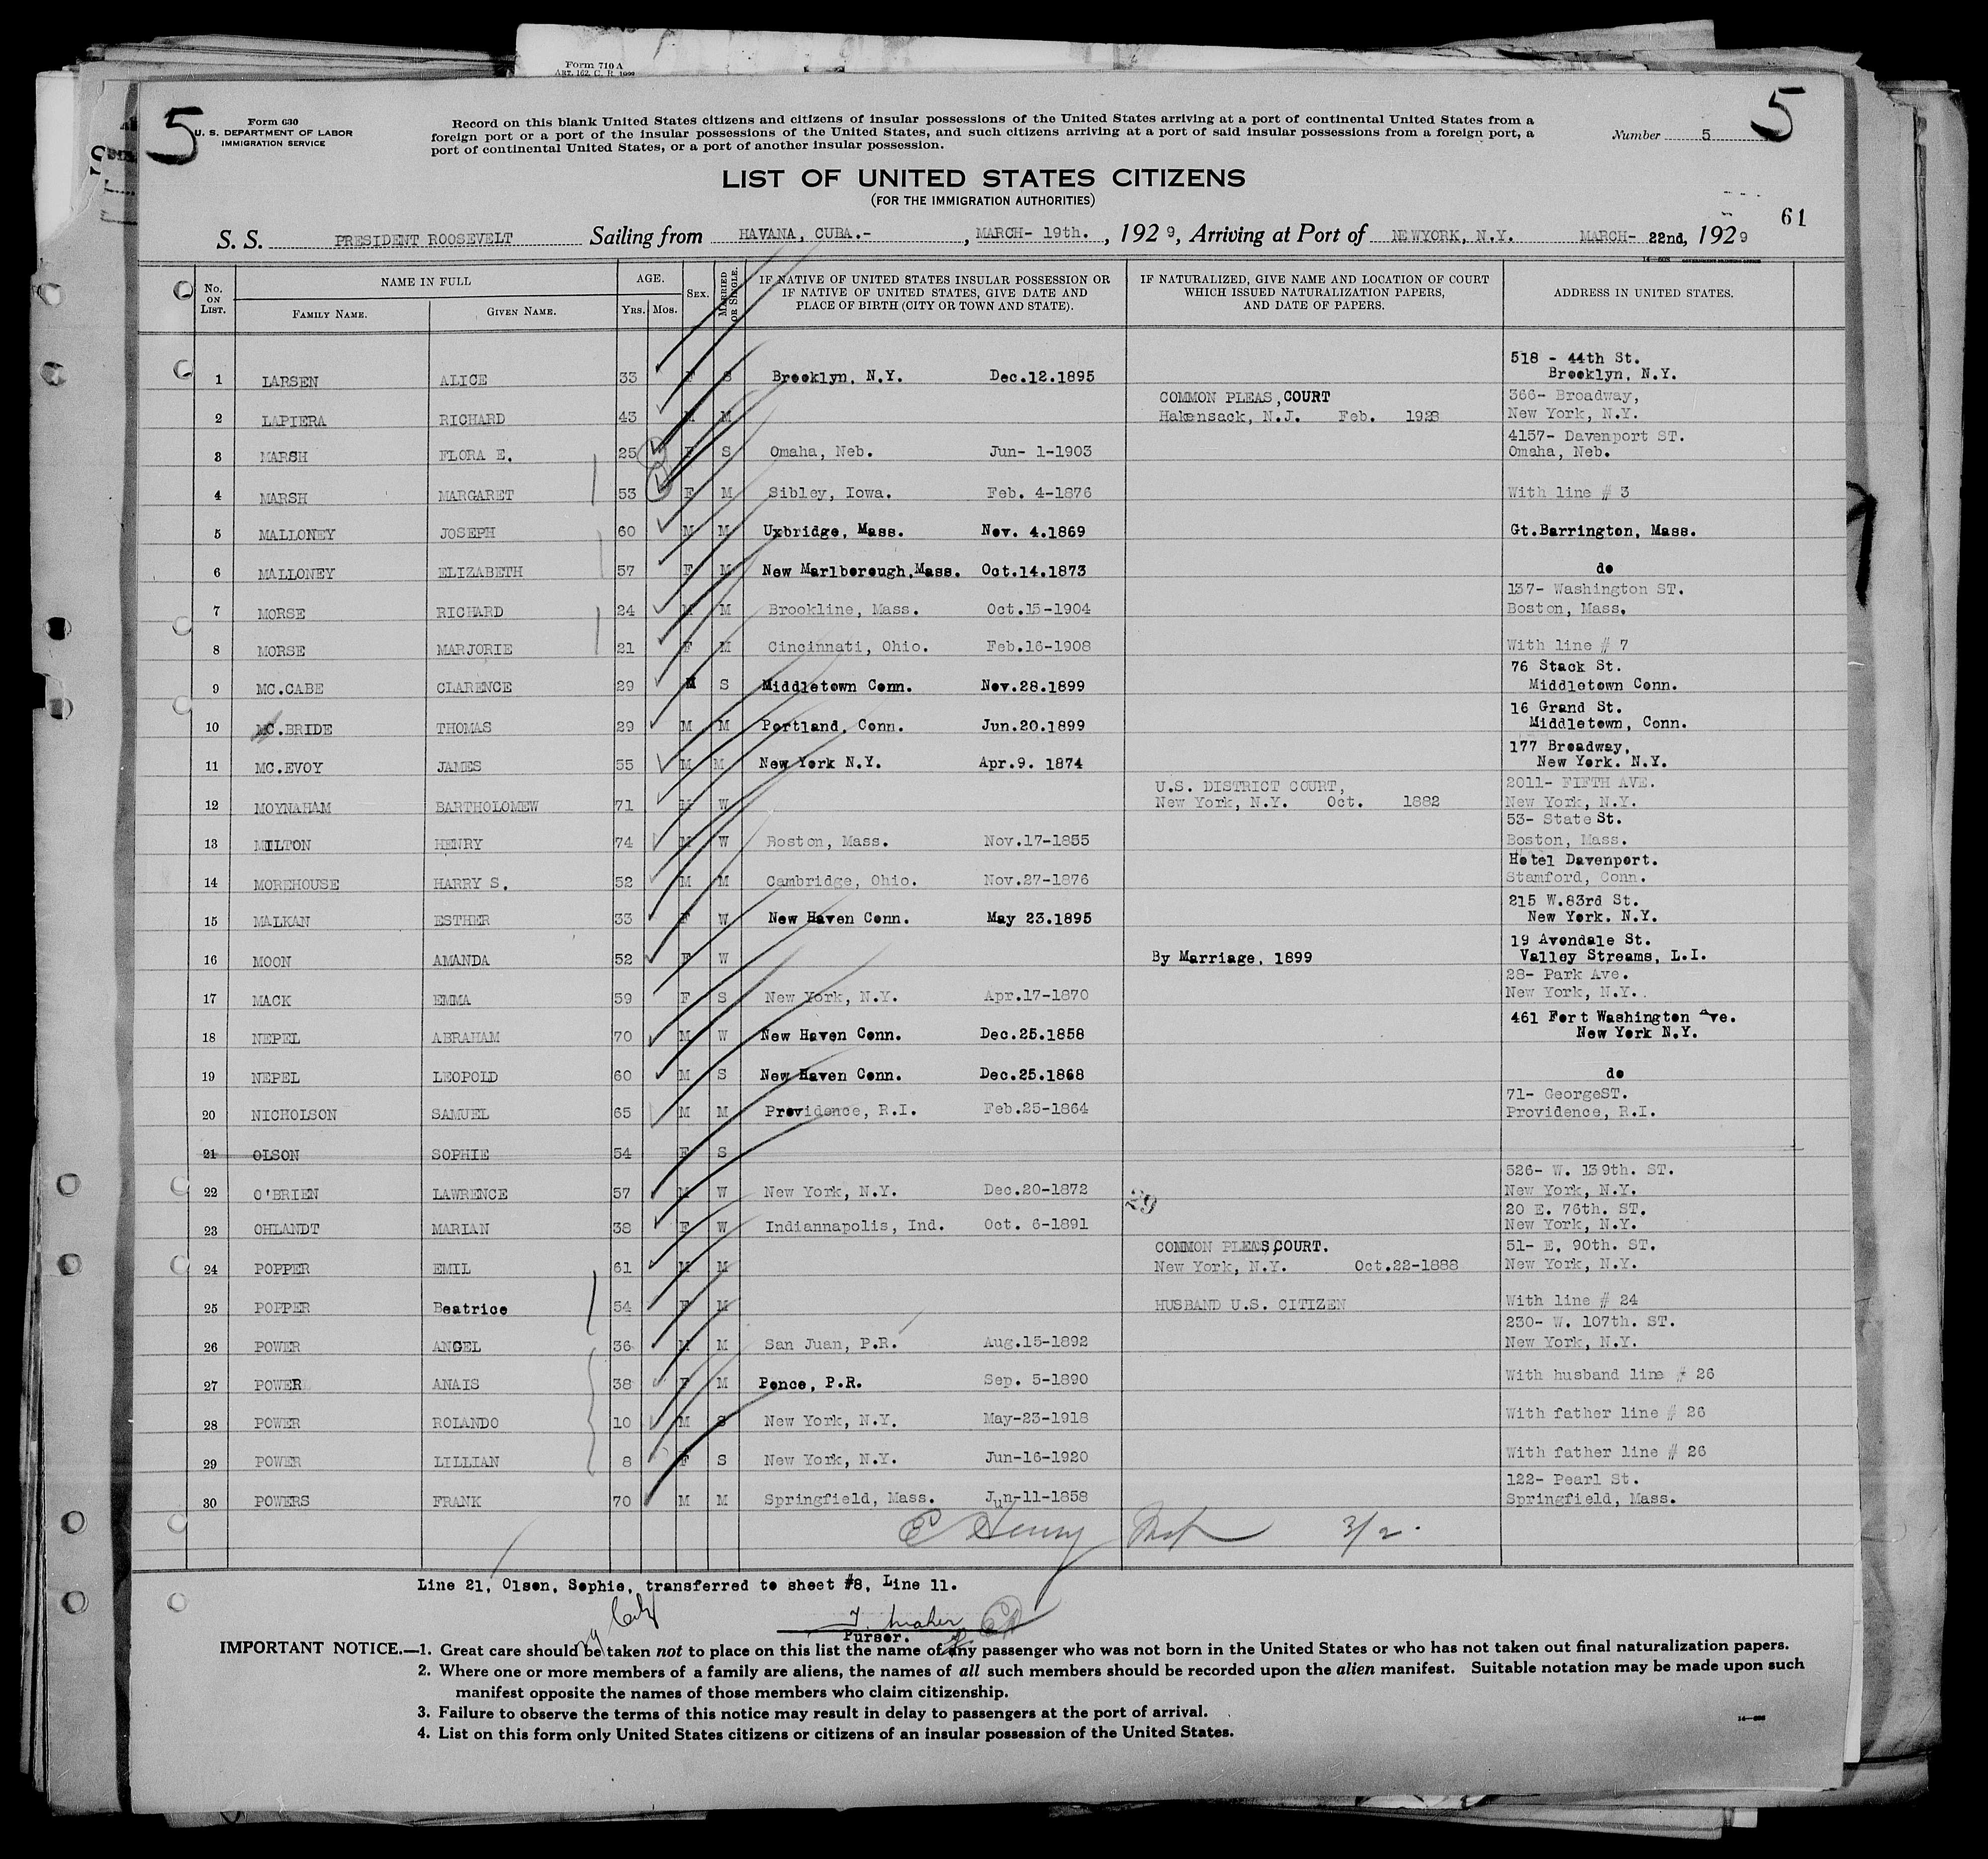 Form 710 A
ART. 162, C. R. 1923
5
Form 630
U. S. DEPARTMENT OF LABOR
IMMIGRATION SERVICE
Record on this blank United States citizens and citizens of insular possessions of the United States arriving at a port of continental United States from a
foreign port or a port of the insular possessions of the United States, and such citizens arriving at a port of said insular possessions from a foreign port, a
port of continental United States, or a port of another insular possession.
Number 5
5
LIST OF UNITED STATES CITIZENS
(FOR THE IMMIGRATION AUTHORITIES)
61
S. S. PRESIDENT ROOSEVELT Sailing from HAVANA, CUBA.- , MARCH- 19th. , 1929, Arriving at Port of NEWYORK, N.Y. MARCH- 22nd, 1929
No. ON LIST. NAME IN FULL FAMILY NAME. GIVEN NAME. AGE. YRS. MOS. SEX. MARRIED OR SINGLE. IF NATIVE OF UNITED STATES INSULAR POSSESSION OR IF NATIVE OF UNITED STATES, GIVE DATE AND PLACE OF BIRTH (CITY OR TOWN AND STATE). IF NATURALIZED, GIVE NAME AND LOCATION OF COURT WHICH ISSUED NATURALIZATION PAPERS, AND DATE OF PAPERS. ADDRESS IN UNITED STATES.
518 - 44th St.
1 LARSEN ALICE 33 F S Brooklyn, N.Y. Dec.12.1895 Brooklyn, N.Y.
COMMON PLEAS,COURT 366- Broadway,
2 LAPIERA RICHARD 43 M M Hakensack, N.J. Feb. 1928 New York, N.Y.
4157- Davenport ST.
3 MARSH FLORA E. 25 F S Omaha, Neb. Jun- 1-1903 Omaha, Neb.
4 MARSH MARGARET 53 F M Sibley, Iowa. Feb. 4-1876 With line # 3
5 MALLONEY JOSEPH 60 M M Uxbridge, Mass. Nov. 4.1869 Gt.Barrington, Mass.
6 MALLONEY ELIZABETH 57 F M New Marlborough,Mass. Oct.14.1873 do
137- Washington ST.
7 MORSE RICHARD 24 M M Brookline, Mass. Oct.15-1904 Boston, Mass.
8 MORSE MARJORIE 21 F M Cincinnati, Ohio. Feb.16-1908 With line # 7
76 Stack St.
9 MC.CABE CLARENCE 29 M S Middletown Conn. Nov.28.1899 Middletown Conn.
16 Grand St.
10 MC.BRIDE THOMAS 29 M M Portland, Conn. Jun.20.1899 Middletown, Conn.
177 Broadway,
11 MC.EVOY JAMES 55 M M New York N.Y. Apr.9. 1874 New York. N.Y.
U.S. DISTRICT COURT, 2011- FIFTH AVE.
12 MOYNAHAM BARTHOLOMEW 71 M W New York, N.Y. Oct. 1882 New York, N.Y.
53- State St.
13 MILTON HENRY 74 M W Boston, Mass. Nov.17-1855 Boston, Mass.
Hotel Davenport.
14 MOREHOUSE HARRY S. 52 M M Cambridge, Ohio. Nov.27-1876 Stamford, Conn.
215 W.83rd St.
15 MALKAN ESTHER 33 F W New Haven Conn. May 23.1895 New York. N.Y.
19 Avondale St.
16 MOON AMANDA 52 F W By Marriage, 1899 Valley Streams, L.I.
28- Park Ave.
17 MACK EMMA 59 F S New York, N.Y. Apr.17-1870 New York, N.Y.
461 Fort Washington Ave.
18 NEPEL ABRAHAM 70 M W New Haven Conn. Dec.25.1858 New York N.Y.
19 NEPEL LEOPOLD 60 M S New Haven Conn. Dec.25.1868 do
71- GeorgeST.
20 NICHOLSON SAMUEL 65 M M Providence, R.I. Feb.25-1864 Providence, R.I.
21 OLSON SOPHIE 54 F S
526- W. 139th. ST.
22 O'BRIEN LAWRENCE 57 M W New York, N.Y. Dec.20-1872 29 New York, N.Y.
20 E. 76th. ST.
23 OHLANDT MARIAN 38 F W Indiannapolis, Ind. Oct. 6-1891 New York, N.Y.
COMMON PLEAS,COURT. 51- E. 90th. ST.
24 POPPER EMIL 61 M M New York, N.Y. Oct.22-1888 New York, N.Y.
25 POPPER Beatrice 54 F M HUSBAND U.S. CITIZEN With line # 24
230- W. 107th. ST.
26 POWER ANGEL 36 M M San Juan, P.R. Aug.15-1892 New York, N.Y.
27 POWER ANAIS 38 F M Ponce, P.R. Sep. 5-1890 With husband line # 26
28 POWER ROLANDO 10 M S New York, N.Y. May-23-1918 With father line # 26
29 POWER LILLIAN 8 F S New York, N.Y. Jun-16-1920 With father line # 26
122- Pearl St.
30 POWERS FRANK 70 M M Springfield, Mass. Jun-11-1858 Springfield, Mass.
Henry
Line 21, Olson, Sophie, transferred to sheet #8, Line 11.
Purser.
IMPORTANT NOTICE.—1. Great care should be taken not to place on this list the name of any passenger who was not born in the United States or who has not taken out final naturalization papers.
2. Where one or more members of a family are aliens, the names of all such members should be recorded upon the alien manifest. Suitable notation may be made upon such
manifest opposite the names of those members who claim citizenship.
3. Failure to observe the terms of this notice may result in delay to passengers at the port of arrival.
4. List on this form only United States citizens or citizens of an insular possession of the United States.